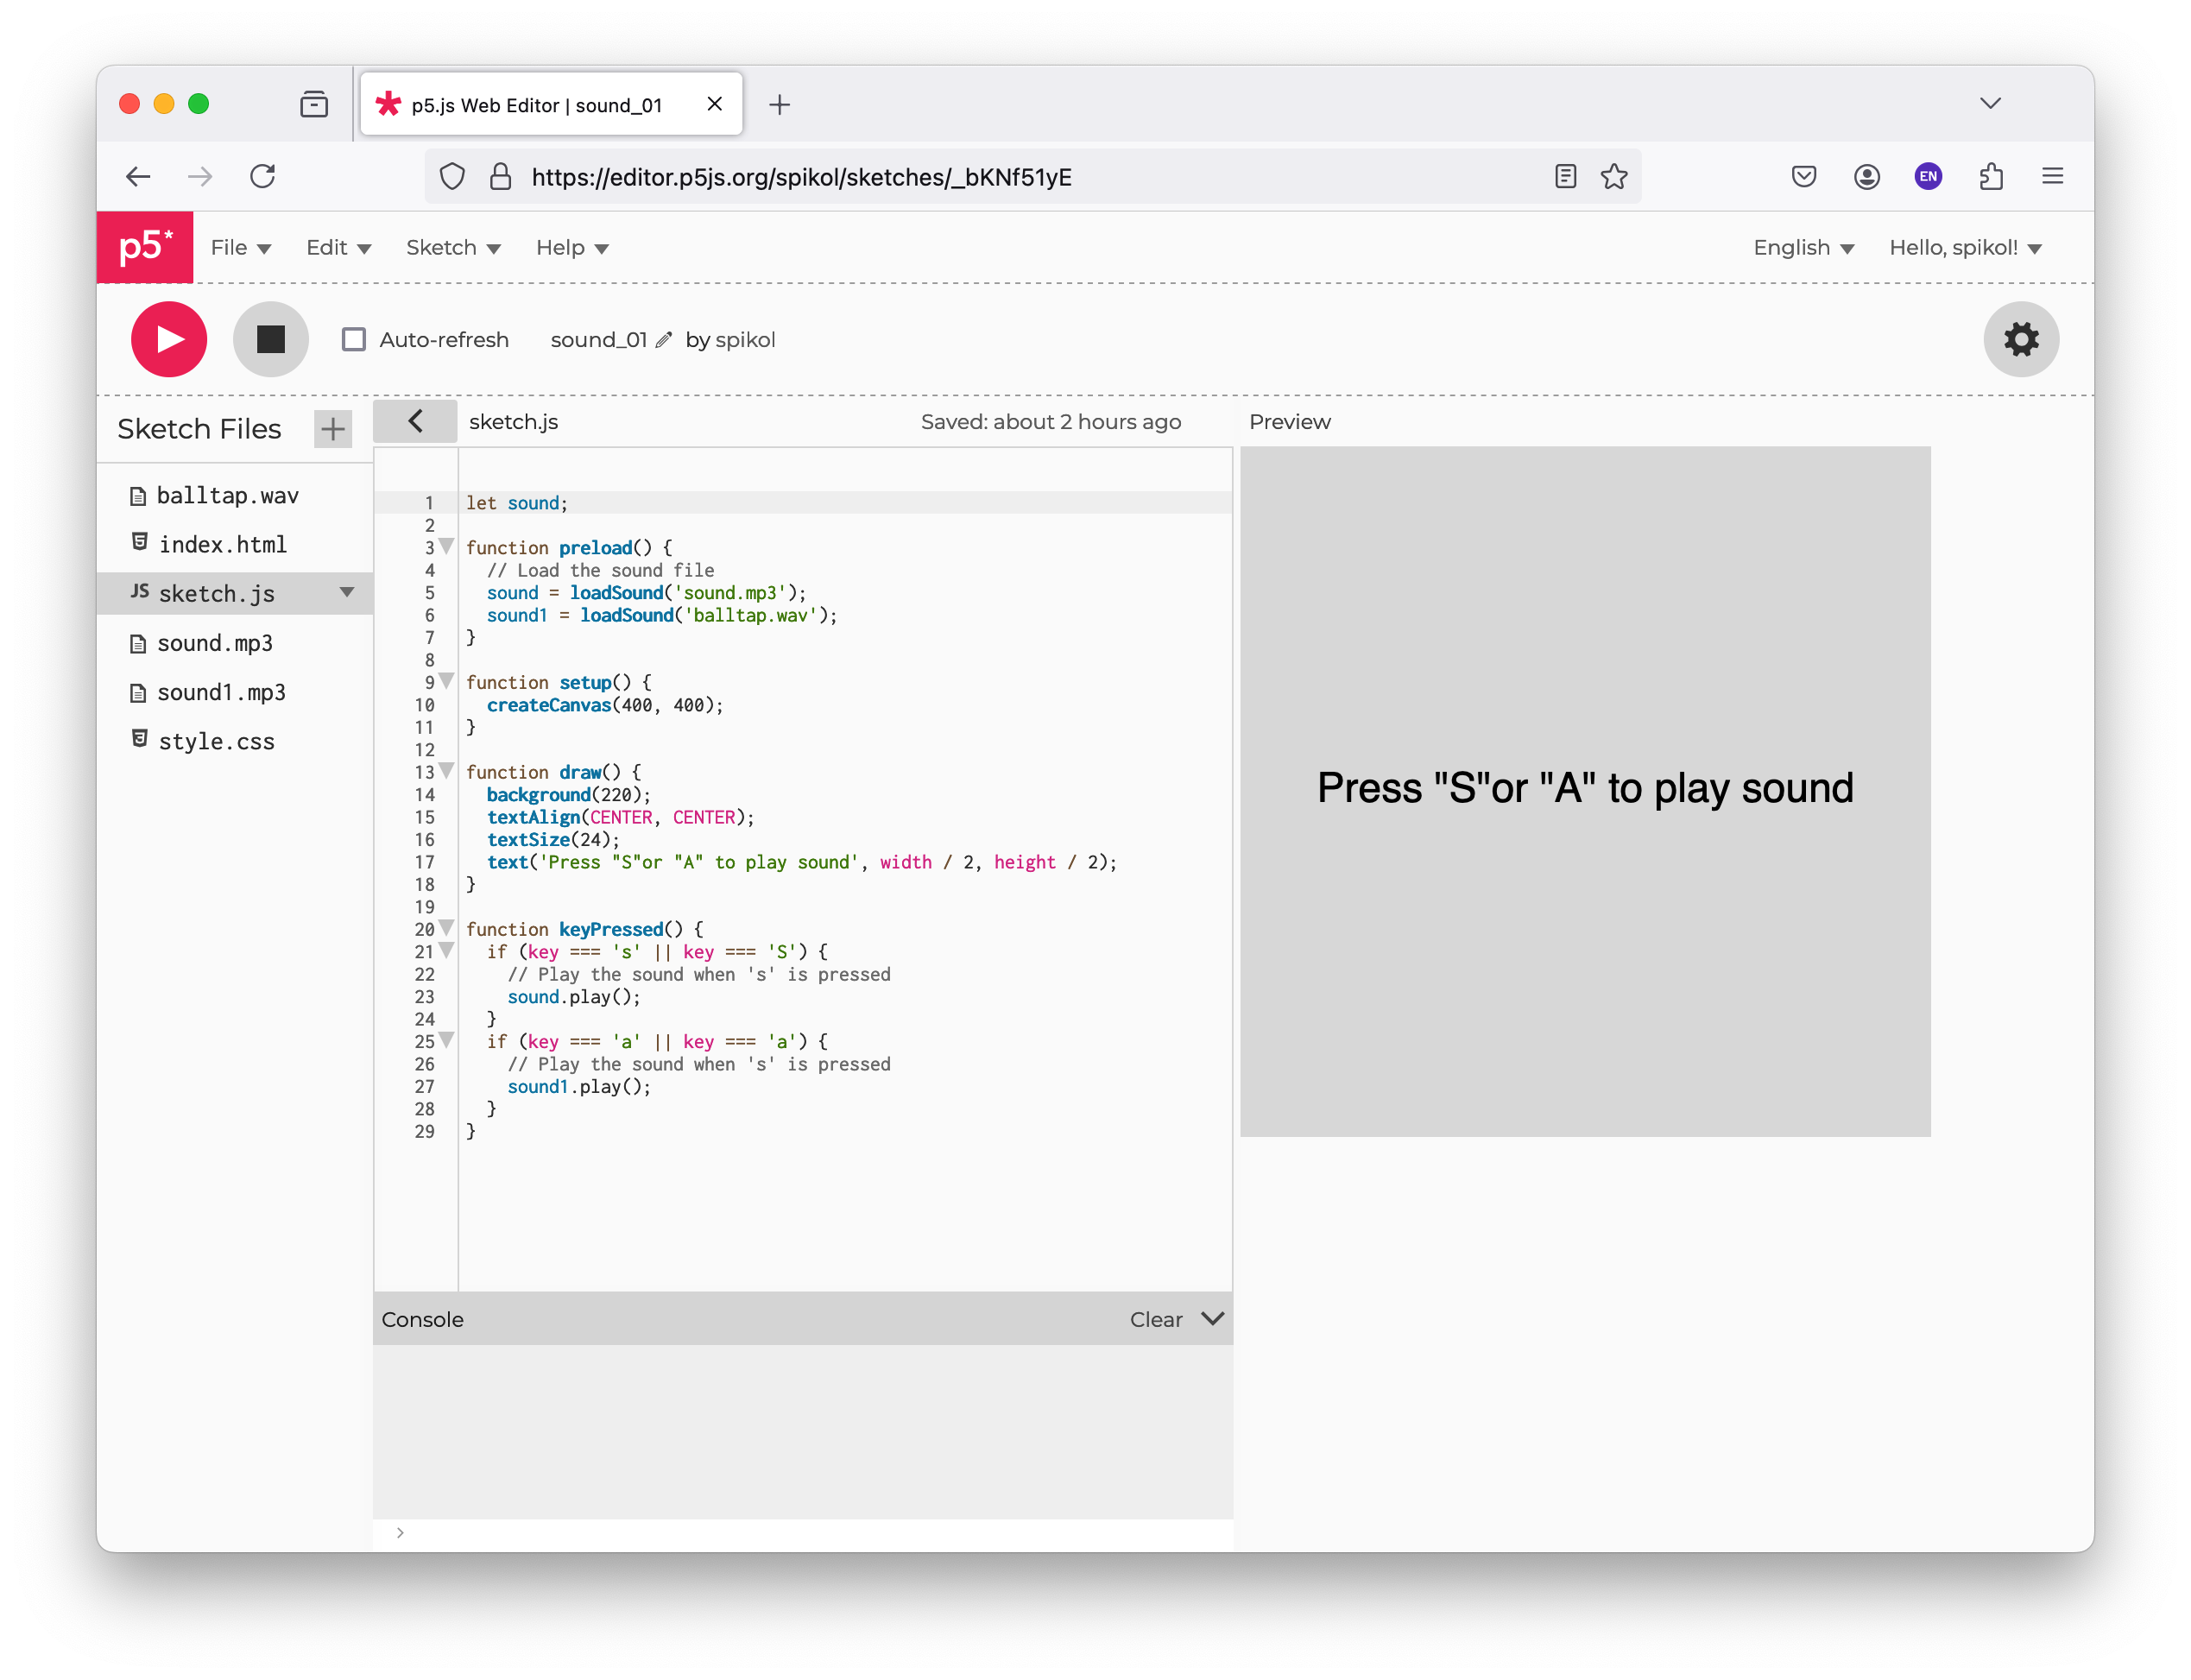 p5.js Web Editor | sound_01
https://editor.p5js.org/spikol/sketches/_bKNf51yE
EN
p5*
File Edit Sketch Help English Hello, spikol!
Auto-refresh sound_01 by spikol
Sketch Files
balltap.wav
index.html
JS sketch.js
sound.mp3
sound1.mp3
style.css
sketch.js Saved: about 2 hours ago
1 let sound;
2
3 function preload() {
4   // Load the sound file
5   sound = loadSound('sound.mp3');
6   sound1 = loadSound('balltap.wav');
7 }
8
9 function setup() {
10   createCanvas(400, 400);
11 }
12
13 function draw() {
14   background(220);
15   textAlign(CENTER, CENTER);
16   textSize(24);
17   text('Press "S"or "A" to play sound', width / 2, height / 2);
18 }
19
20 function keyPressed() {
21   if (key === 's' || key === 'S') {
22     // Play the sound when 's' is pressed
23     sound.play();
24   }
25   if (key === 'a' || key === 'a') {
26     // Play the sound when 's' is pressed
27     sound1.play();
28   }
29 }
Console Clear
>
Preview
Press "S"or "A" to play sound